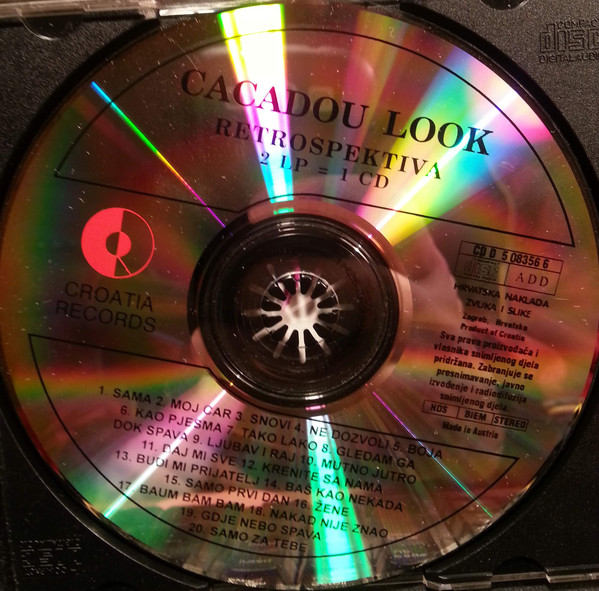 CACADOU LOOK
RETROSPEKTIVA
2 LP = 1 CD
CROATIA
RECORDS
CD D 5 08356 6
ADD
HRVATSKA NAKLADA
ZVUKA I SLIKE
Zagreb, Hrvatska
Product of Croatia
Sva prava proizvođača i
vlasnika snimljenog djela
pridržana. Zabranjuje se
presnimavanje, javno
izvođenje i radiodifuzija
snimljenog djela.
HDS BIEM STEREO
Made in Austria
1. SAMA 2. MOJ CAR 3. SNOVI 4. NE DOZVOLI 5. BOJA
6. KAO PJESMA 7. TAKO LAKO 8. GLEDAM GA
DOK SPAVA 9. LJUBAV I RAJ 10. MUTNO JUTRO
11. DAJ MI SVE 12. KRENITE SA NAMA
13. BUDI MI PRIJATELJ 14. BAŠ KAO NEKADA
15. SAMO PRVI DAN 16. ŽENE
17. BAUM BAM BAM 18. NAKAD NIJE ZNAO
19. GDJE NEBO SPAVA
20. SAMO ZA TEBE
COMPACT
disc
DIGITAL AUDIO